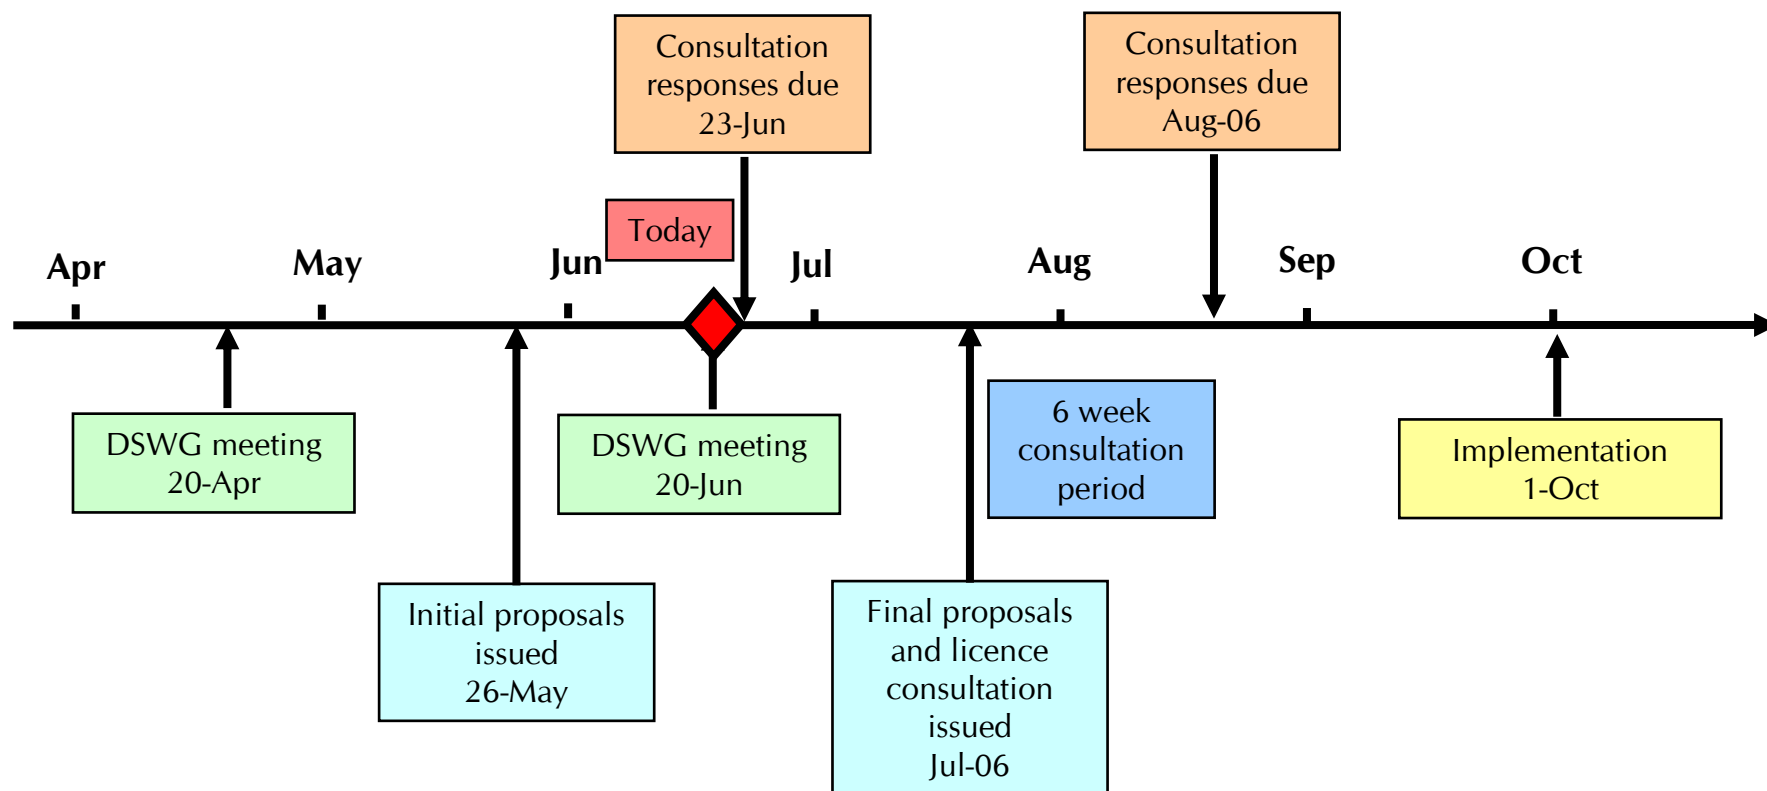 Consultation
responses due
23-Jun
Consultation
responses due
Aug-06
Today
Apr
May
Jun
Jul
Aug
Sep
Oct
DSWG meeting
20-Apr
DSWG meeting
20-Jun
6 week
consultation
period
Implementation
1-Oct
Initial proposals
issued
26-May
Final proposals
and licence
consultation
issued
Jul-06